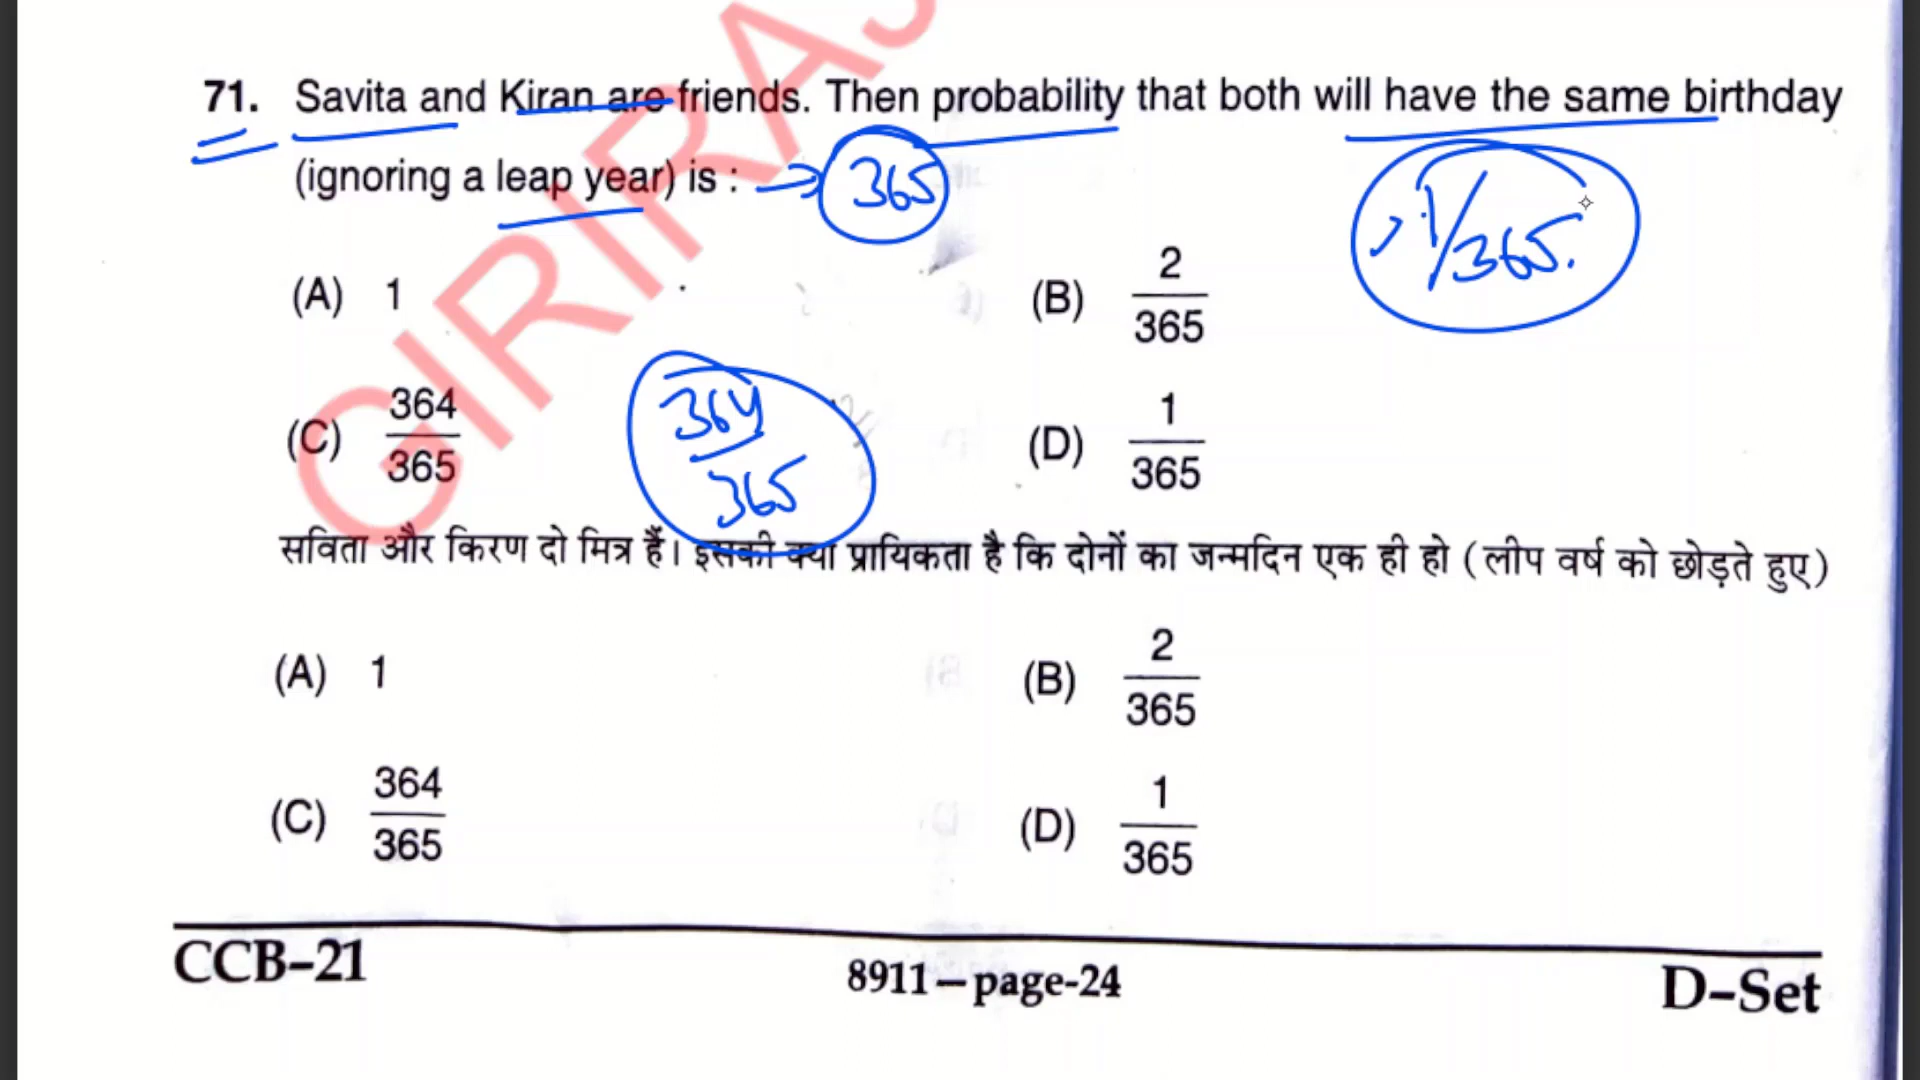 GIRIRAJ
71. Savita and Kiran are friends. Then probability that both will have the same birthday
(ignoring a leap year) is : → 365
1/365.
(A) 1
(B) 2
365
(C) 364
365
364
365
(D) 1
365
सविता और किरण दो मित्र हैं। इसकी क्या प्रायिकता है कि दोनों का जन्मदिन एक ही हो (लीप वर्ष को छोड़ते हुए)
(A) 1
(B) 2
365
(C) 364
365
(D) 1
365
CCB–21
8911—page-24
D–Set